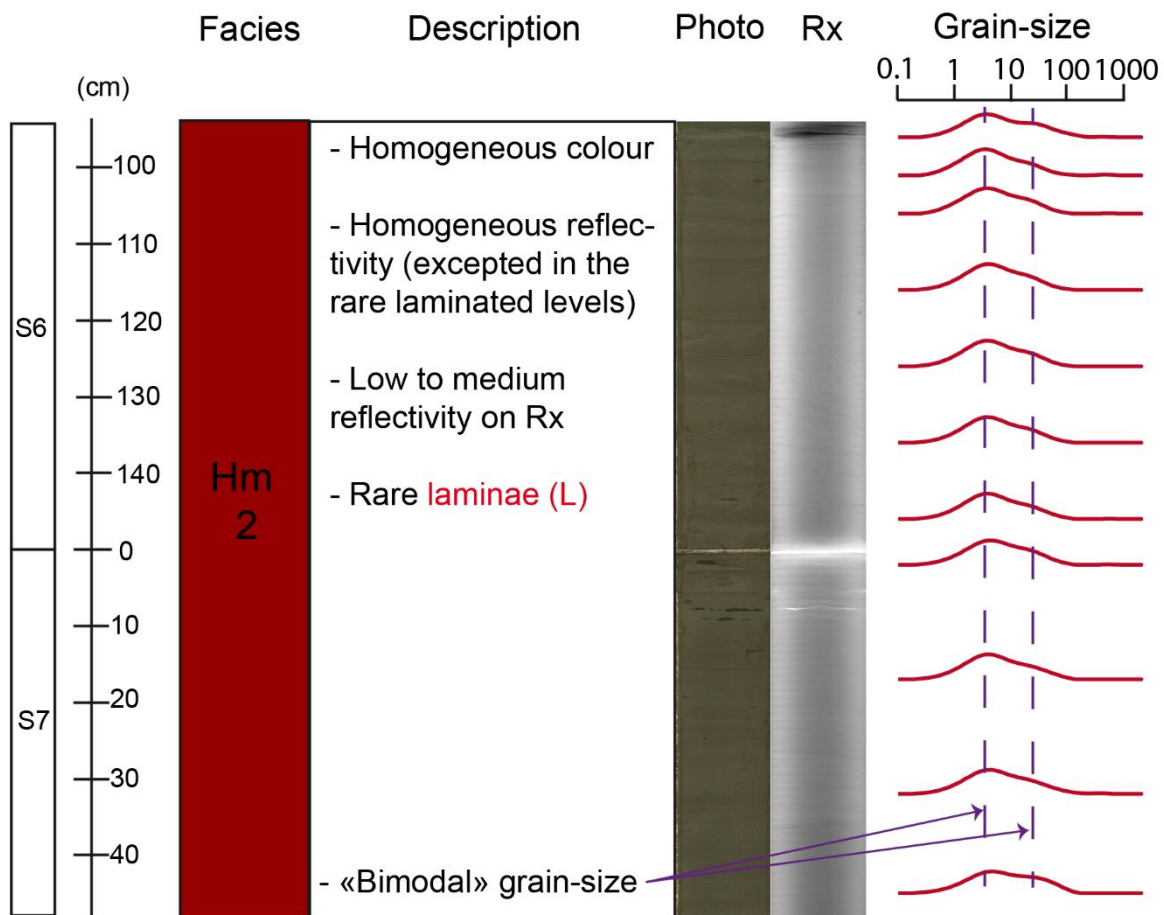 Facies Description Photo Rx Grain-size
0.1 1 10 100 1000
(cm)
- Homogeneous colour
100
- Homogeneous reflec-
110
tivity (excepted in the
rare laminated levels)
S6
120
- Low to medium
130
reflectivity on Rx
140
Hm
2
- Rare laminae (L)
0
10
20
S7
30
40
- «Bimodal» grain-size